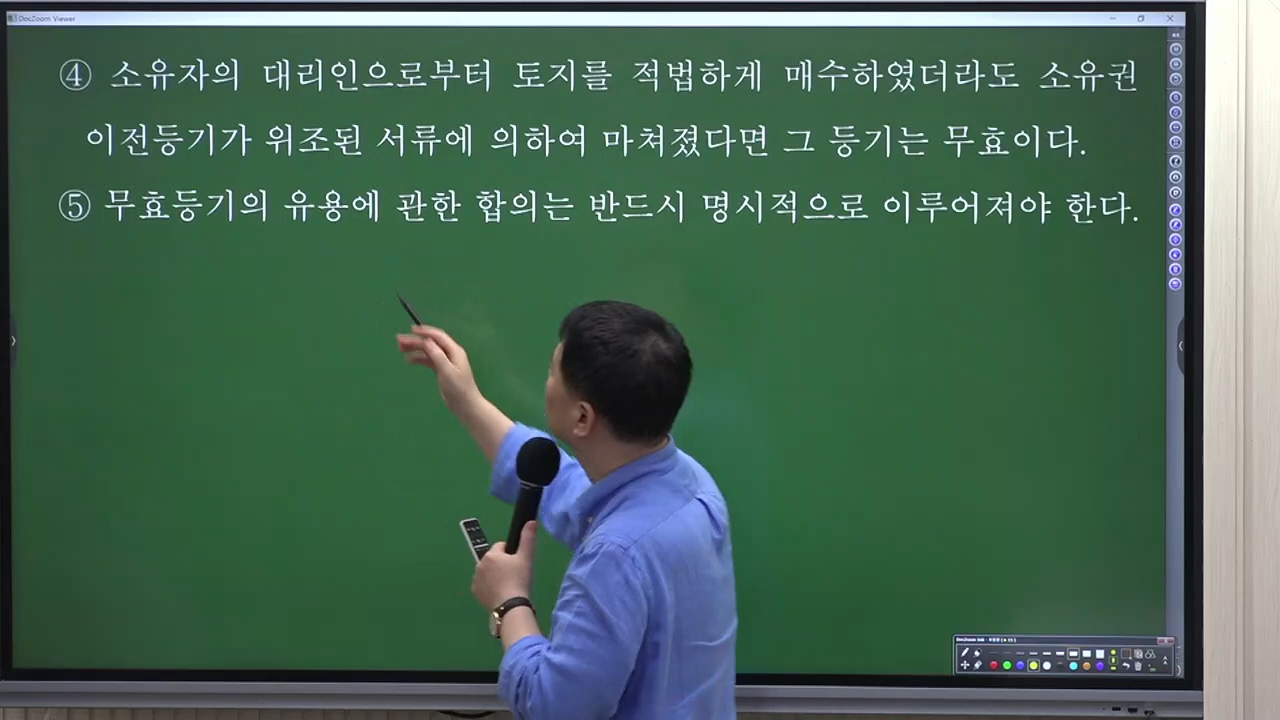 DocZoom Viewer
④ 소유자의 대리인으로부터 토지를 적법하게 매수하였더라도 소유권
이전등기가 위조된 서류에 의하여 마쳐졌다면 그 등기는 무효이다.
⑤ 무효등기의 유용에 관한 합의는 반드시 명시적으로 이루어져야 한다.